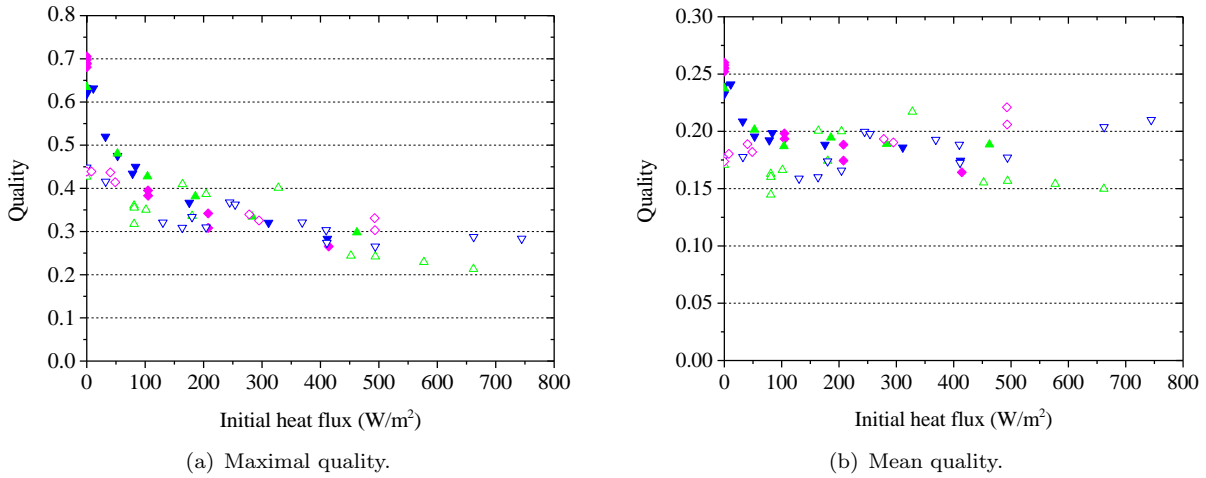 0.8
0.7
0.6
0.5
0.4
0.3
0.2
0.1
0.0
Quality
0 100 200 300 400 500 600 700 800
Initial heat flux (W/m²)
(a) Maximal quality.
0.30
0.25
0.20
0.15
0.10
0.05
0.00
Quality
0 100 200 300 400 500 600 700 800
Initial heat flux (W/m²)
(b) Mean quality.